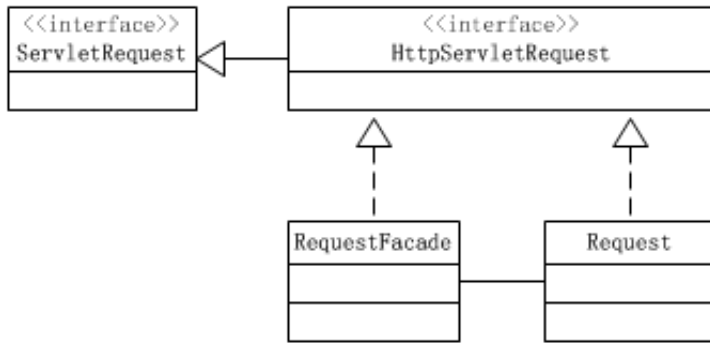 <<interface>>
ServletRequest
<<interface>>
HttpServletRequest
RequestFacade
Request